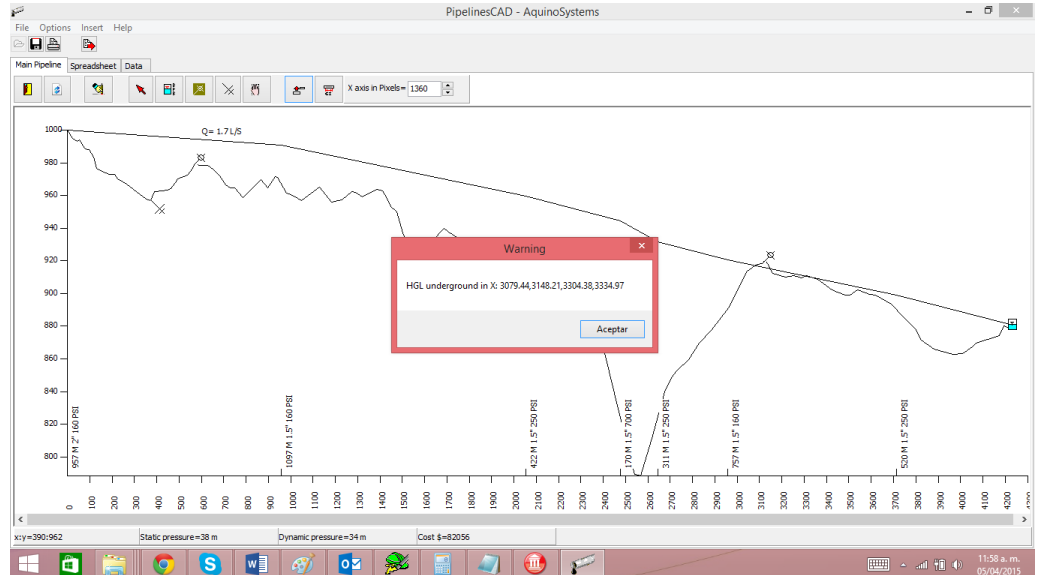 PipelinesCAD - AquinoSystems
File Options Insert Help
Main Pipeline Spreadsheet Data
X axis in Pixels= 1360
1000
980
960
940
920
900
880
860
840
820
800
Q= 1.7 L/S
Warning
HGL underground in X: 3079.44,3148.21,3304.38,3334.97
Aceptar
957 M 2" 160 PSI
1097 M 1.5" 160 PSI
422 M 1.5" 250 PSI
170 M 1.5" 700 PSI
311 M 1.5" 250 PSI
757 M 1.5" 160 PSI
520 M 1.5" 250 PSI
0 100 200 300 400 500 600 700 800 900 1000 1100 1200 1300 1400 1500 1600 1700 1800 1900 2000 2100 2200 2300 2400 2500 2600 2700 2800 2900 3000 3100 3200 3300 3400 3500 3600 3700 3800 3900 4000 4100 4200
x:y=390:962 Static pressure=38 m Dynamic pressure=34 m Cost $=82056
11:58 a. m.
05/04/2015